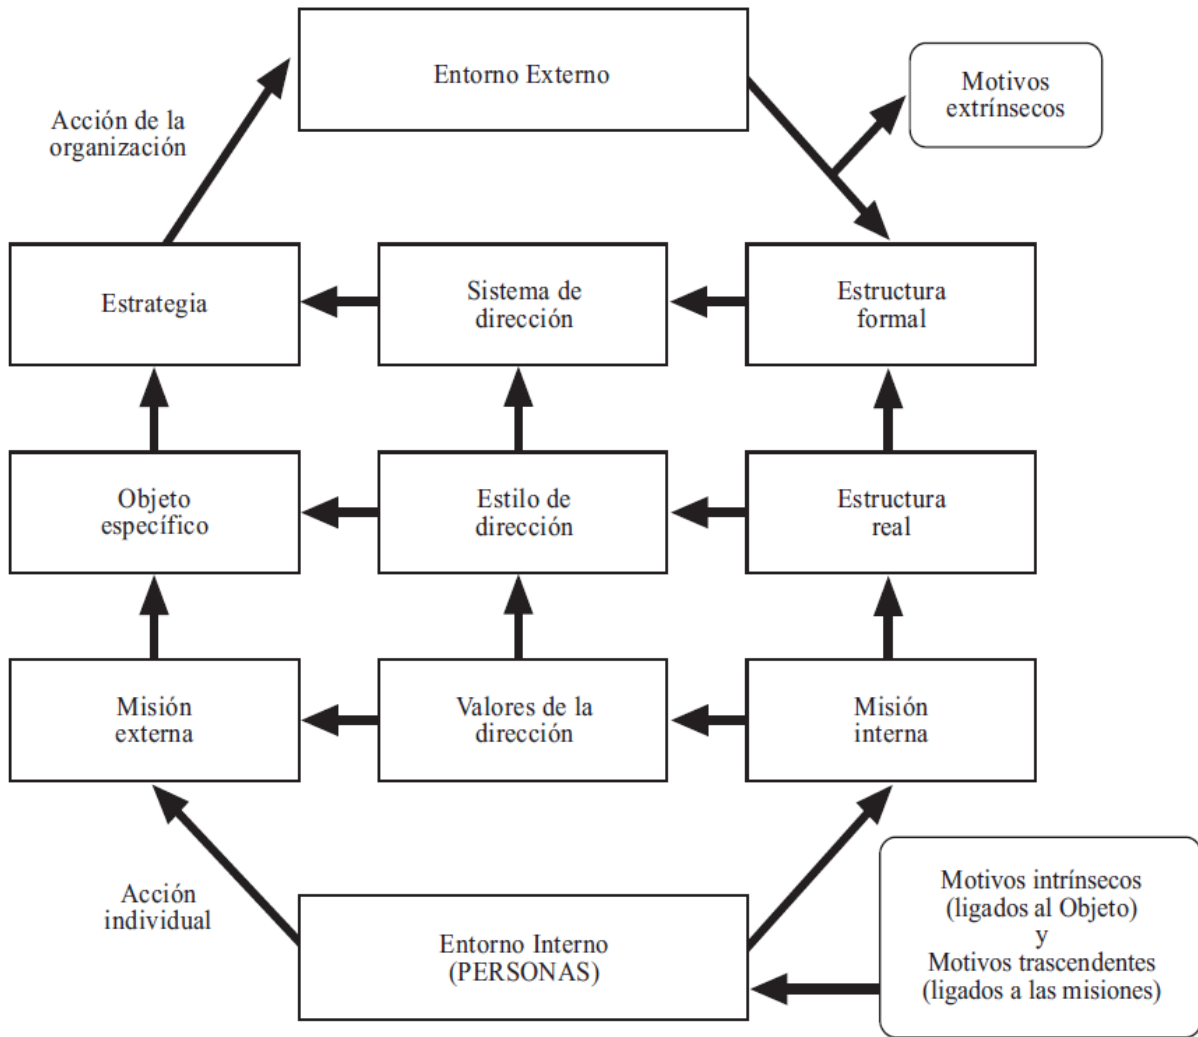 Entorno Externo
Motivos
extrínsecos
Acción de la
organización
Estrategia
Sistema de
dirección
Estructura
formal
Objeto
específico
Estilo de
dirección
Estructura
real
Misión
externa
Valores de la
dirección
Misión
interna
Acción
individual
Entorno Interno
(PERSONAS)
Motivos intrínsecos
(ligados al Objeto)
y
Motivos trascendentes
(ligados a las misiones)